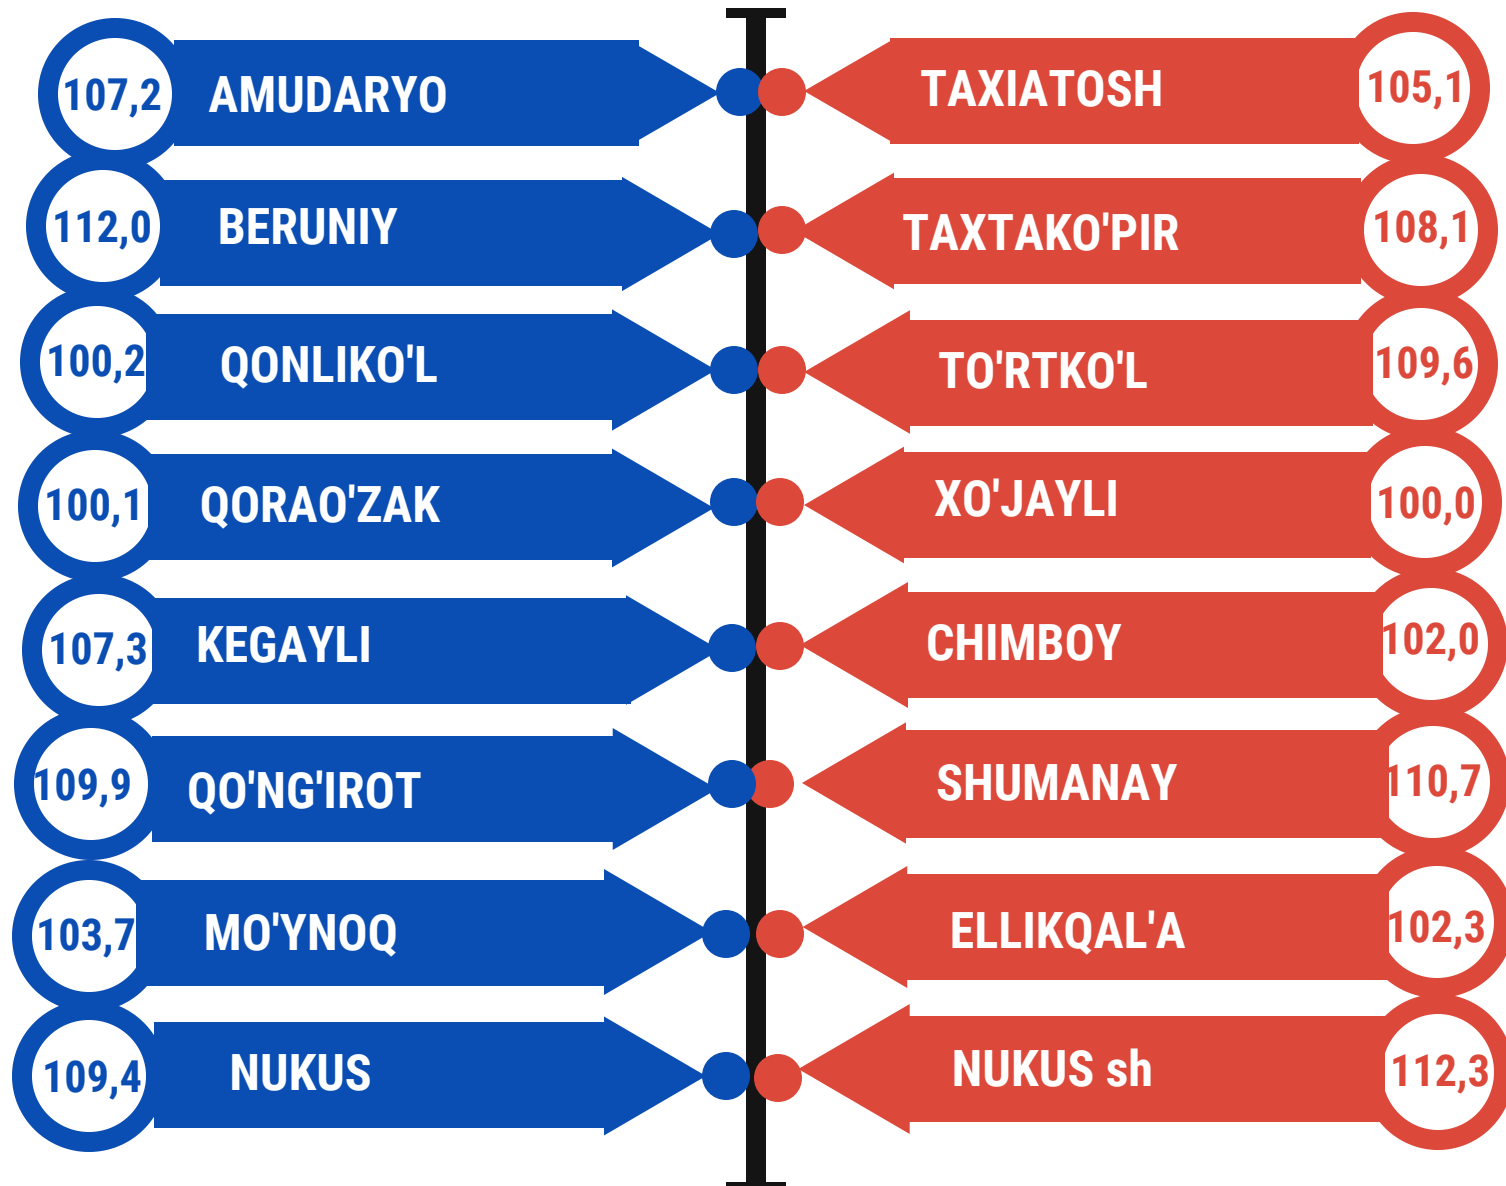 107,2 AMUDARYO TAXIATOSH 105,1
112,0 BERUNIY TAXTAKO'PIR 108,1
100,2 QONLIKO'L TO'RTKO'L 109,6
100,1 QORAO'ZAK XO'JAYLI 100,0
107,3 KEGAYLI CHIMBOY 102,0
109,9 QO'NG'IROT SHUMANAY 110,7
103,7 MO'YNOQ ELLIKQAL'A 102,3
109,4 NUKUS NUKUS sh 112,3